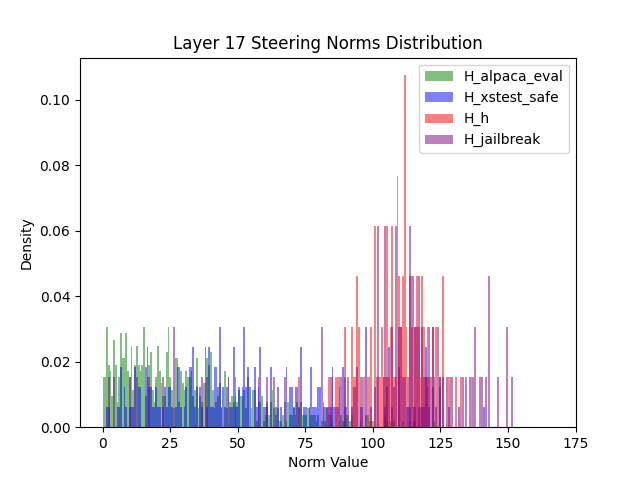 Layer 17 Steering Norms Distribution
H_alpaca_eval
H_xstest_safe
H_h
H_jailbreak
Density
0.10
0.08
0.06
0.04
0.02
0.00
0
25
50
75
100
125
150
175
Norm Value